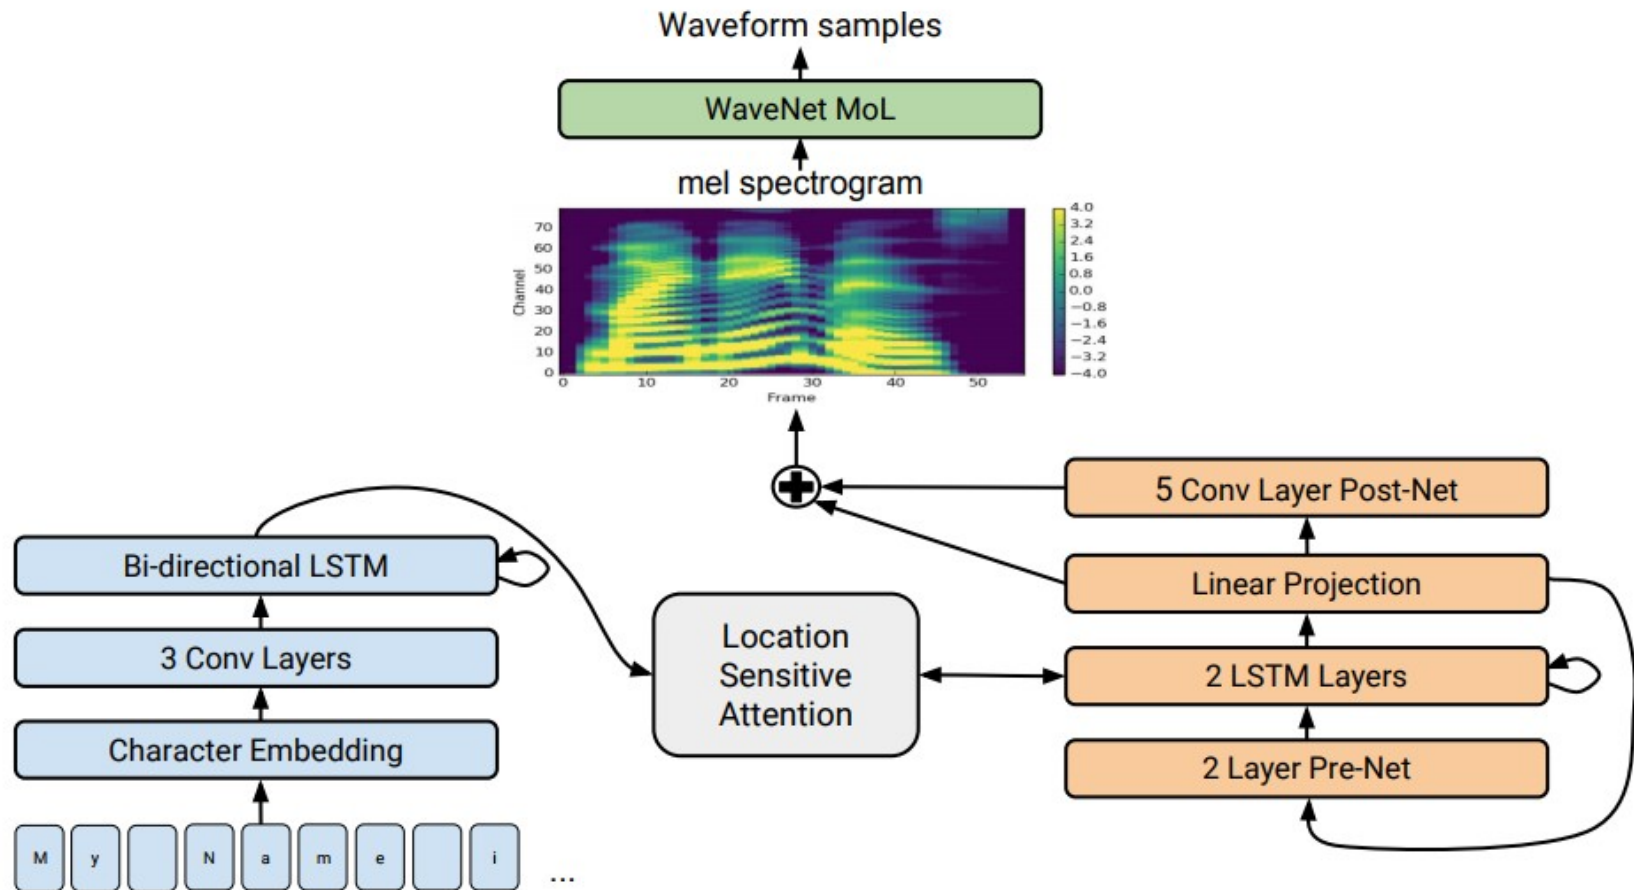 Waveform samples
WaveNet MoL
mel spectrogram
70
60
50
40
30
20
10
0
Channel
0 10 20 30 40 50
Frame
4.0
3.2
2.4
1.6
0.8
0.0
−0.8
−1.6
−2.4
−3.2
−4.0
5 Conv Layer Post-Net
Linear Projection
2 LSTM Layers
2 Layer Pre-Net
Location
Sensitive
Attention
Bi-directional LSTM
3 Conv Layers
Character Embedding
M y N a m e i ...